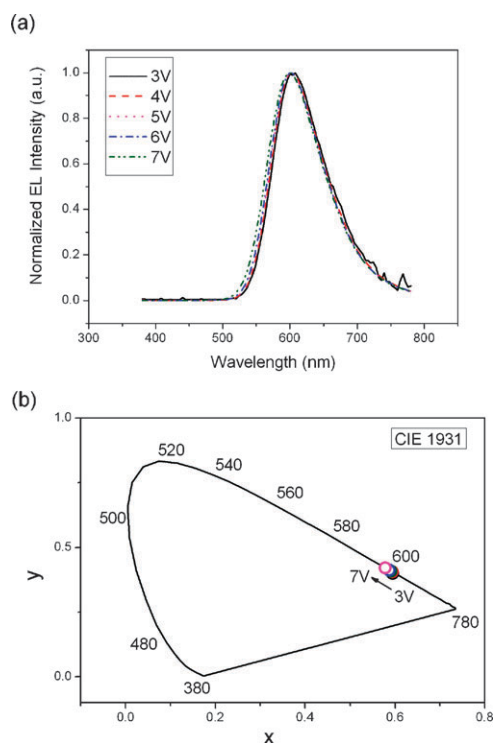 (a)
Normalized EL Intensity (a.u.)
1.0
0.8
0.6
0.4
0.2
0.0
3V
4V
5V
6V
7V
300 400 500 600 700 800
Wavelength (nm)
(b)
CIE 1931
y
1.0
0.5
0.0
520
540
560
500
580
600
7V
3V
780
480
380
0.0 0.2 0.4 0.6 0.8
x